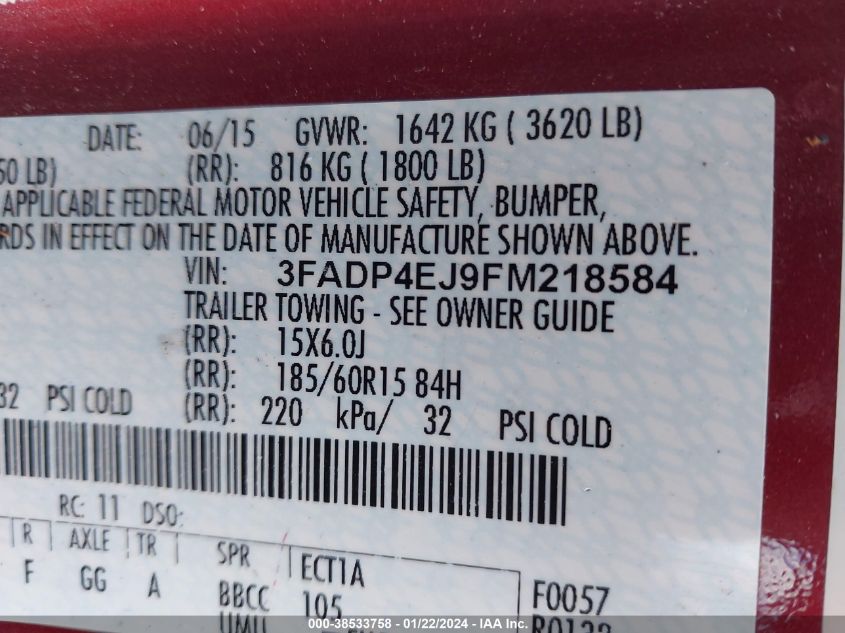 DATE: 06/15 GVWR: 1642 KG ( 3620 LB)
50 LB) (RR): 816 KG ( 1800 LB)
APPLICABLE FEDERAL MOTOR VEHICLE SAFETY, BUMPER,
RDS IN EFFECT ON THE DATE OF MANUFACTURE SHOWN ABOVE.
VIN: 3FADP4EJ9FM218584
TRAILER TOWING - SEE OWNER GUIDE
(RR): 15X6.0J
(RR): 185/60R15 84H
32 PSI COLD (RR): 220 kPa/ 32 PSI COLD
RC: 11 DSO:
R AXLE TR SPR ECT1A
F GG A BBCC 105 F0057
000-38533758 - 01/22/2024 - IAA Inc.